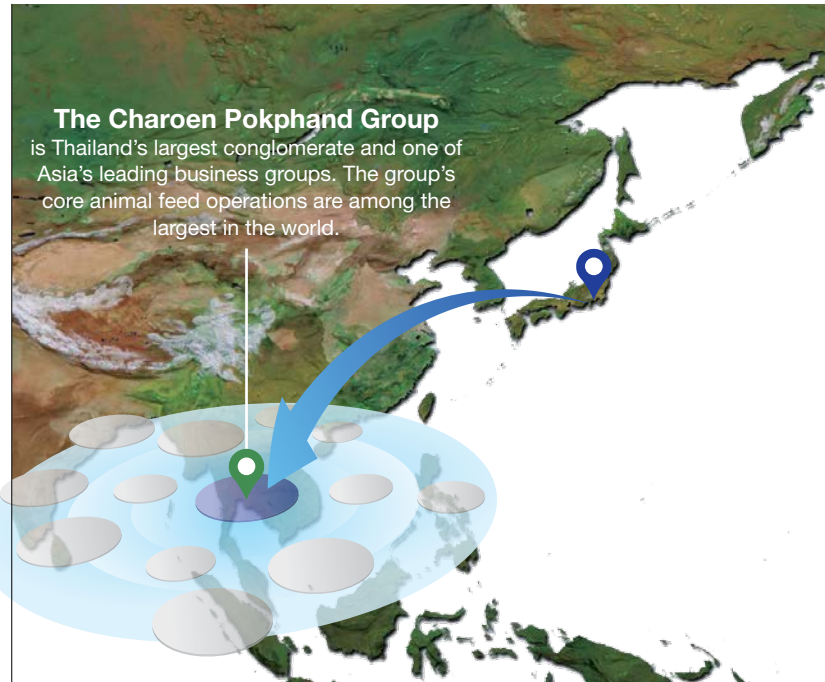 The Charoen Pokphand Group
is Thailand's largest conglomerate and one of
Asia's leading business groups. The group's
core animal feed operations are among the
largest in the world.